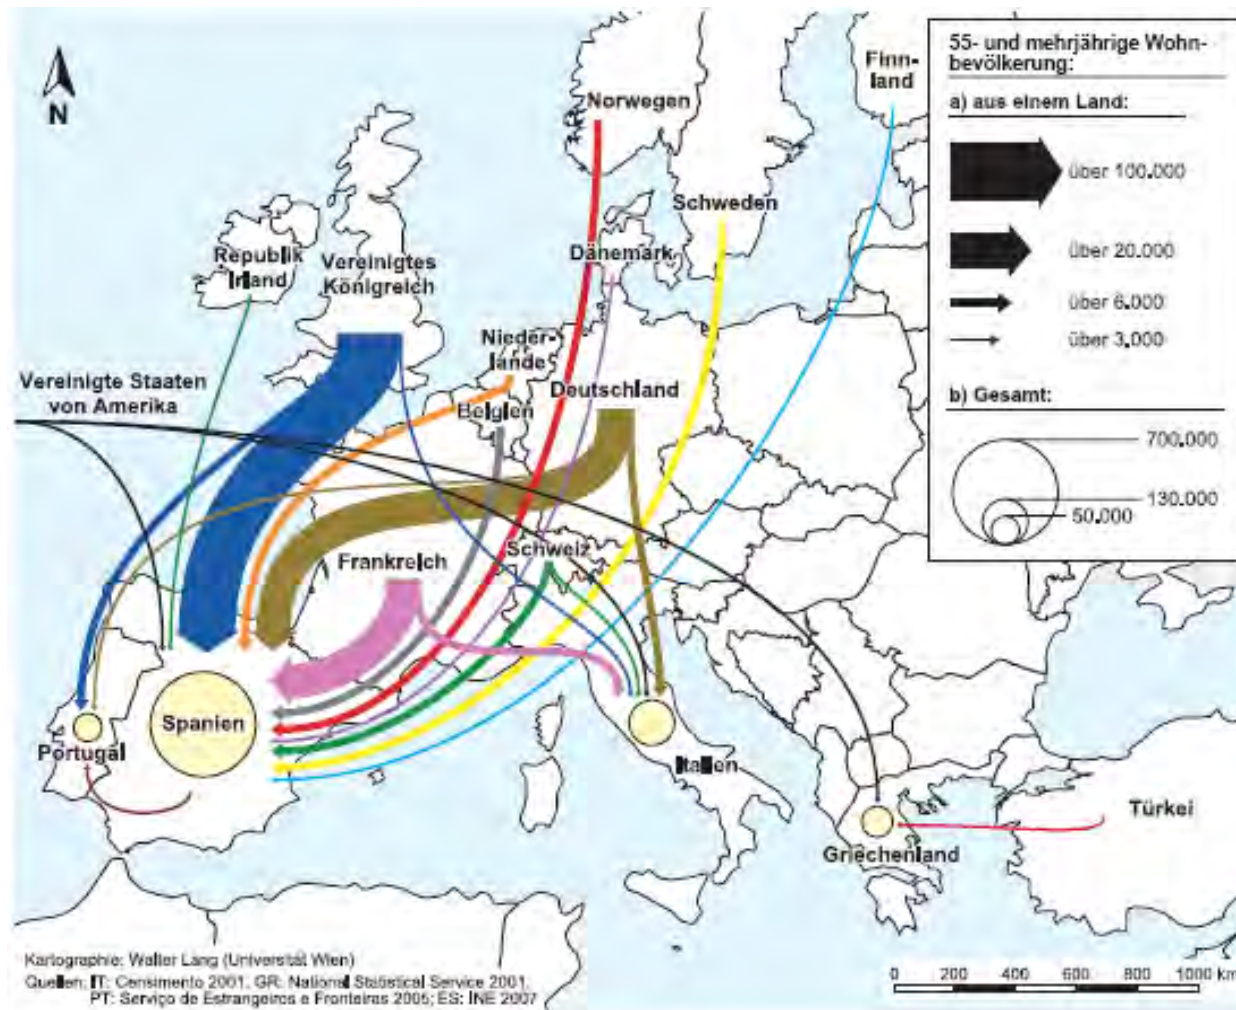 N
Finn-
land
Norwegen
Schweden
Dänemark
Republik
Irland
Vereinigtes
Königreich
Nieder-
lande
Vereinigte Staaten
von Amerika
Belgien
Deutschland
Frankreich
Schweiz
Spanien
Portugal
Italien
Türkei
Griechenland
55- und mehrjährige Wohn-
bevölkerung:
a) aus einem Land:
über 100.000
über 20.000
über 6.000
über 3.000
b) Gesamt:
700.000
130.000
50.000
Kartographie: Walter Lang (Universität Wien)
Quellen: IT: Censimento 2001, GR: National Statistical Service 2001,
PT: Serviço de Estrangeiros e Fronteiras 2005; ES: INE 2007
0 200 400 600 800 1000 km